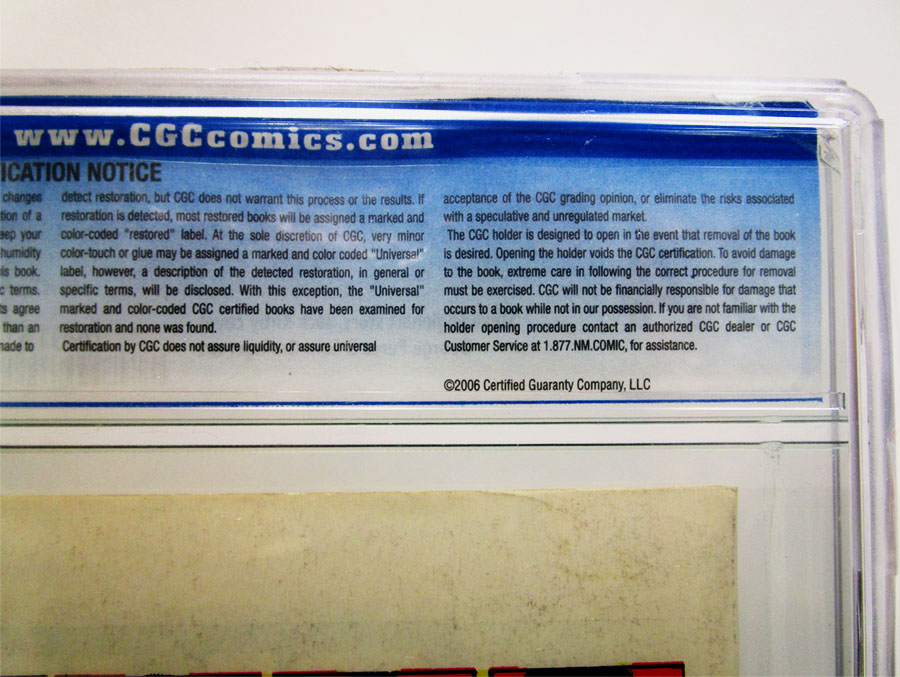 www.CGCcomics.com
ICATION NOTICE
changes
tion of a
eep your
humidity
is book.
c terms.
ts agree
than an
nade to
detect restoration, but CGC does not warrant this process or the results. If
restoration is detected, most restored books will be assigned a marked and
color-coded "restored" label. At the sole discretion of CGC, very minor
color-touch or glue may be assigned a marked and color coded "Universal"
label, however, a description of the detected restoration, in general or
specific terms, will be disclosed. With this exception, the "Universal"
marked and color-coded CGC certified books have been examined for
restoration and none was found.
Certification by CGC does not assure liquidity, or assure universal
acceptance of the CGC grading opinion, or eliminate the risks associated
with a speculative and unregulated market.
The CGC holder is designed to open in the event that removal of the book
is desired. Opening the holder voids the CGC certification. To avoid damage
to the book, extreme care in following the correct procedure for removal
must be exercised. CGC will not be financially responsible for damage that
occurs to a book while not in our possession. If you are not familiar with the
holder opening procedure contact an authorized CGC dealer or CGC
Customer Service at 1.877.NM.COMIC, for assistance.
©2006 Certified Guaranty Company, LLC